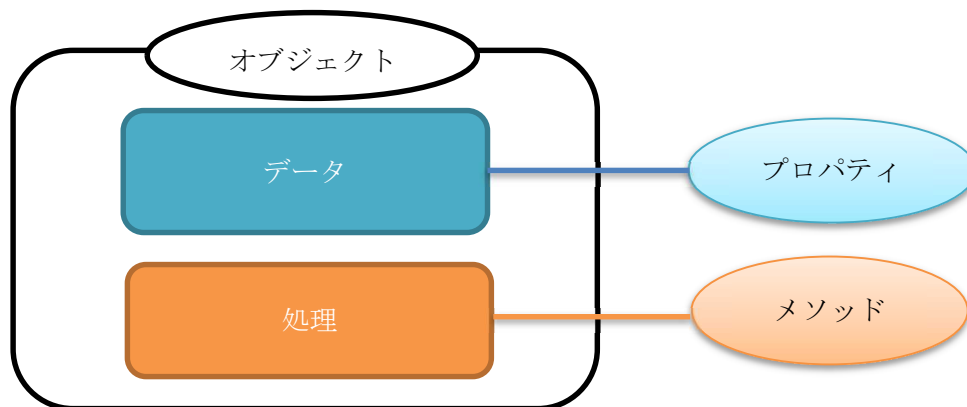 オブジェクト
データ
プロパティ
処理
メソッド